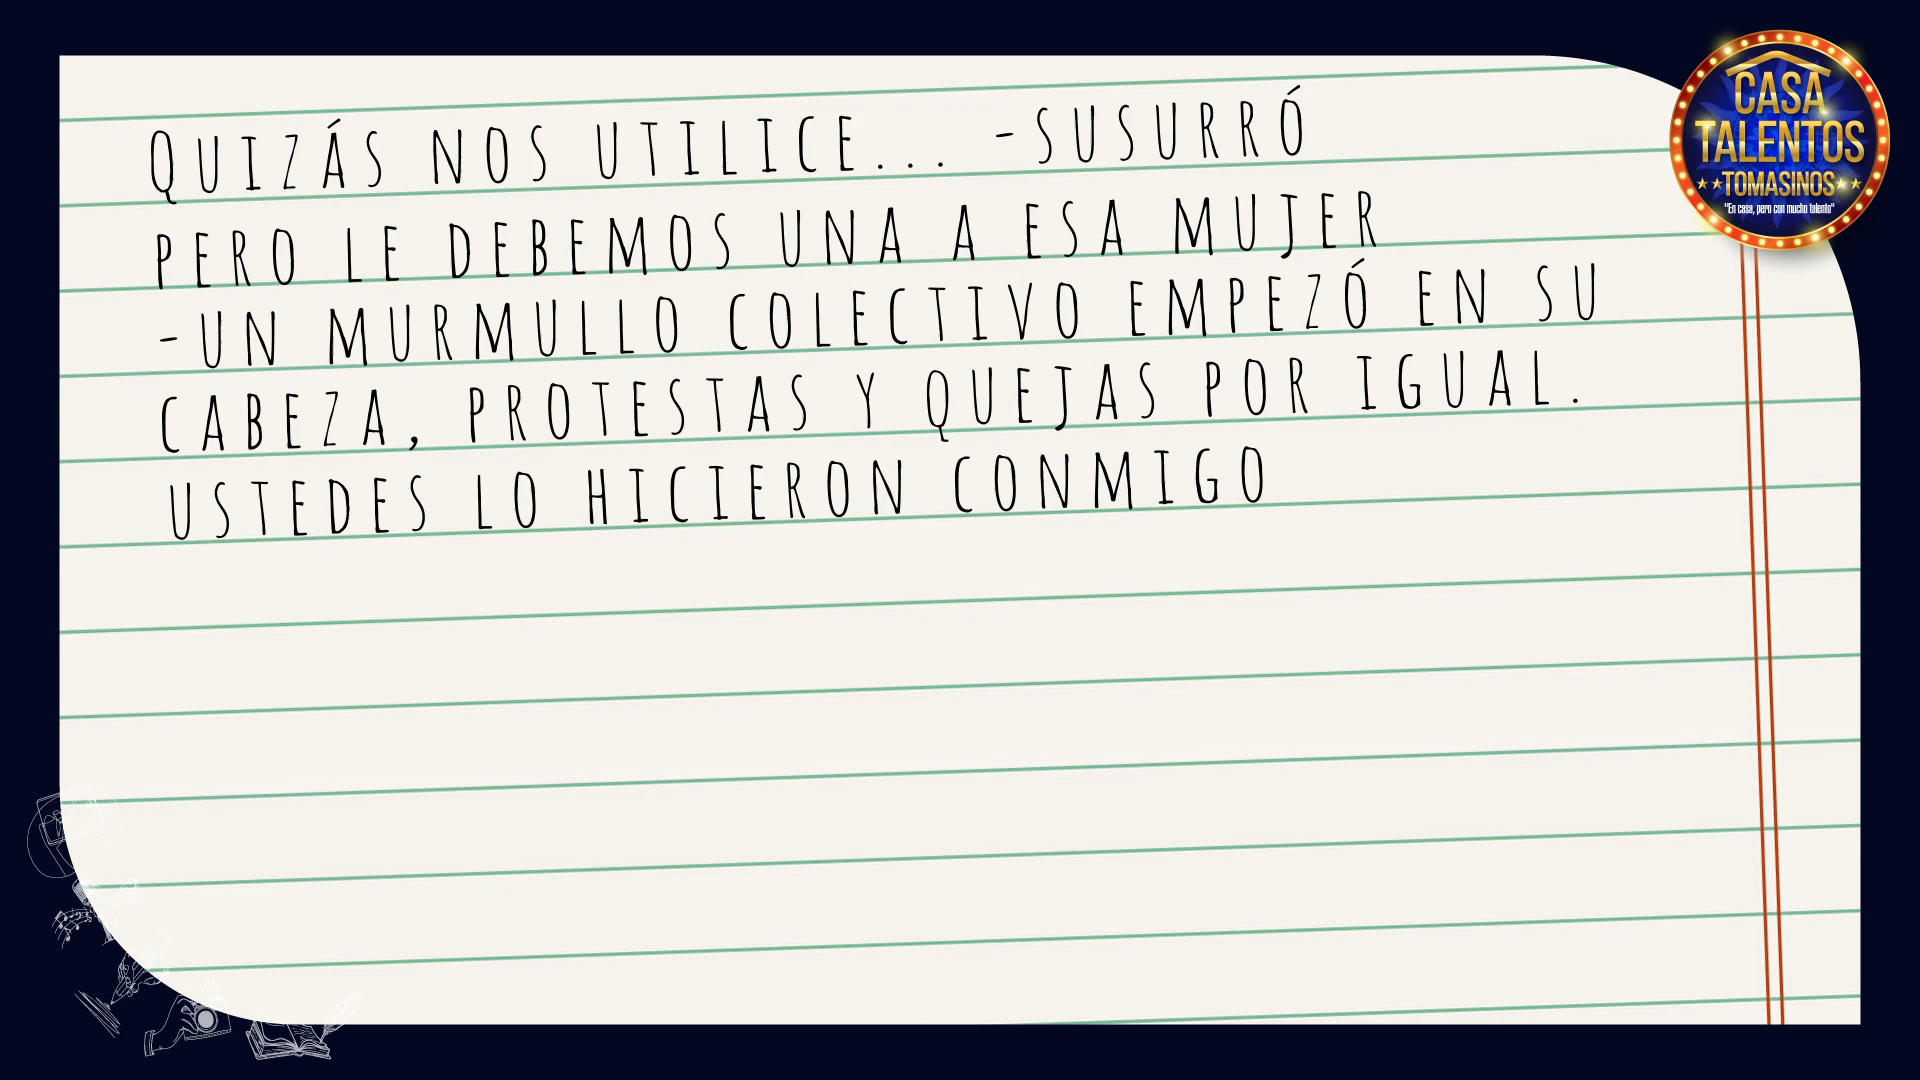 QUIZÁS NOS UTILICE... -SUSURRÓ
PERO LE DEBEMOS UNA A ESA MUJER
-UN MURMULLO COLECTIVO EMPEZÓ EN SU
CABEZA, PROTESTAS Y QUEJAS POR IGUAL.
USTEDES LO HICIERON CONMIGO
CASA
TALENTOS
TOMASINOS
"En casa, pero con mucho talento"